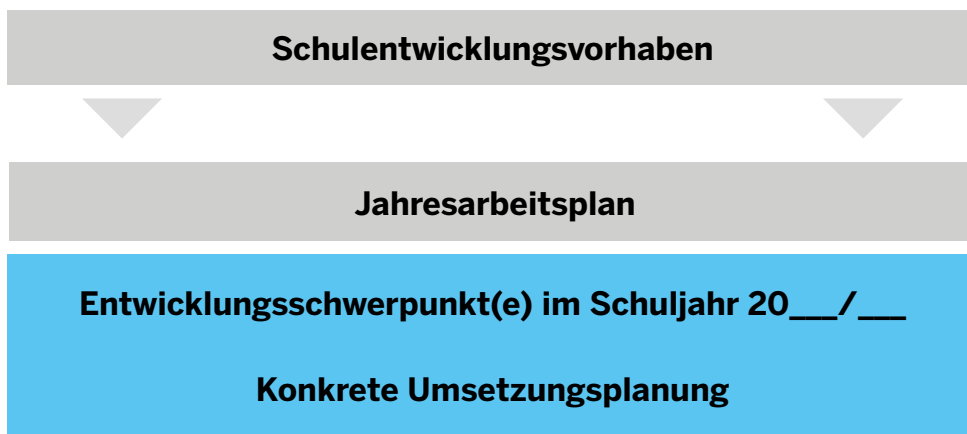 Schulentwicklungsvorhaben
Jahresarbeitsplan
Entwicklungsschwerpunkt(e) im Schuljahr 20___/___
Konkrete Umsetzungsplanung